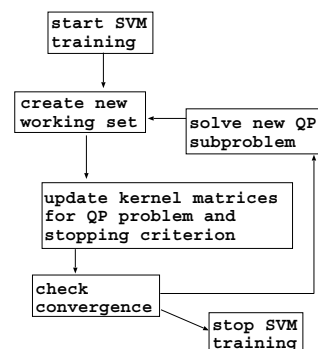 start SVM
training
create new
working set
solve new QP
subproblem
update kernel matrices
for QP problem and
stopping criterion
check
convergence
stop SVM
training